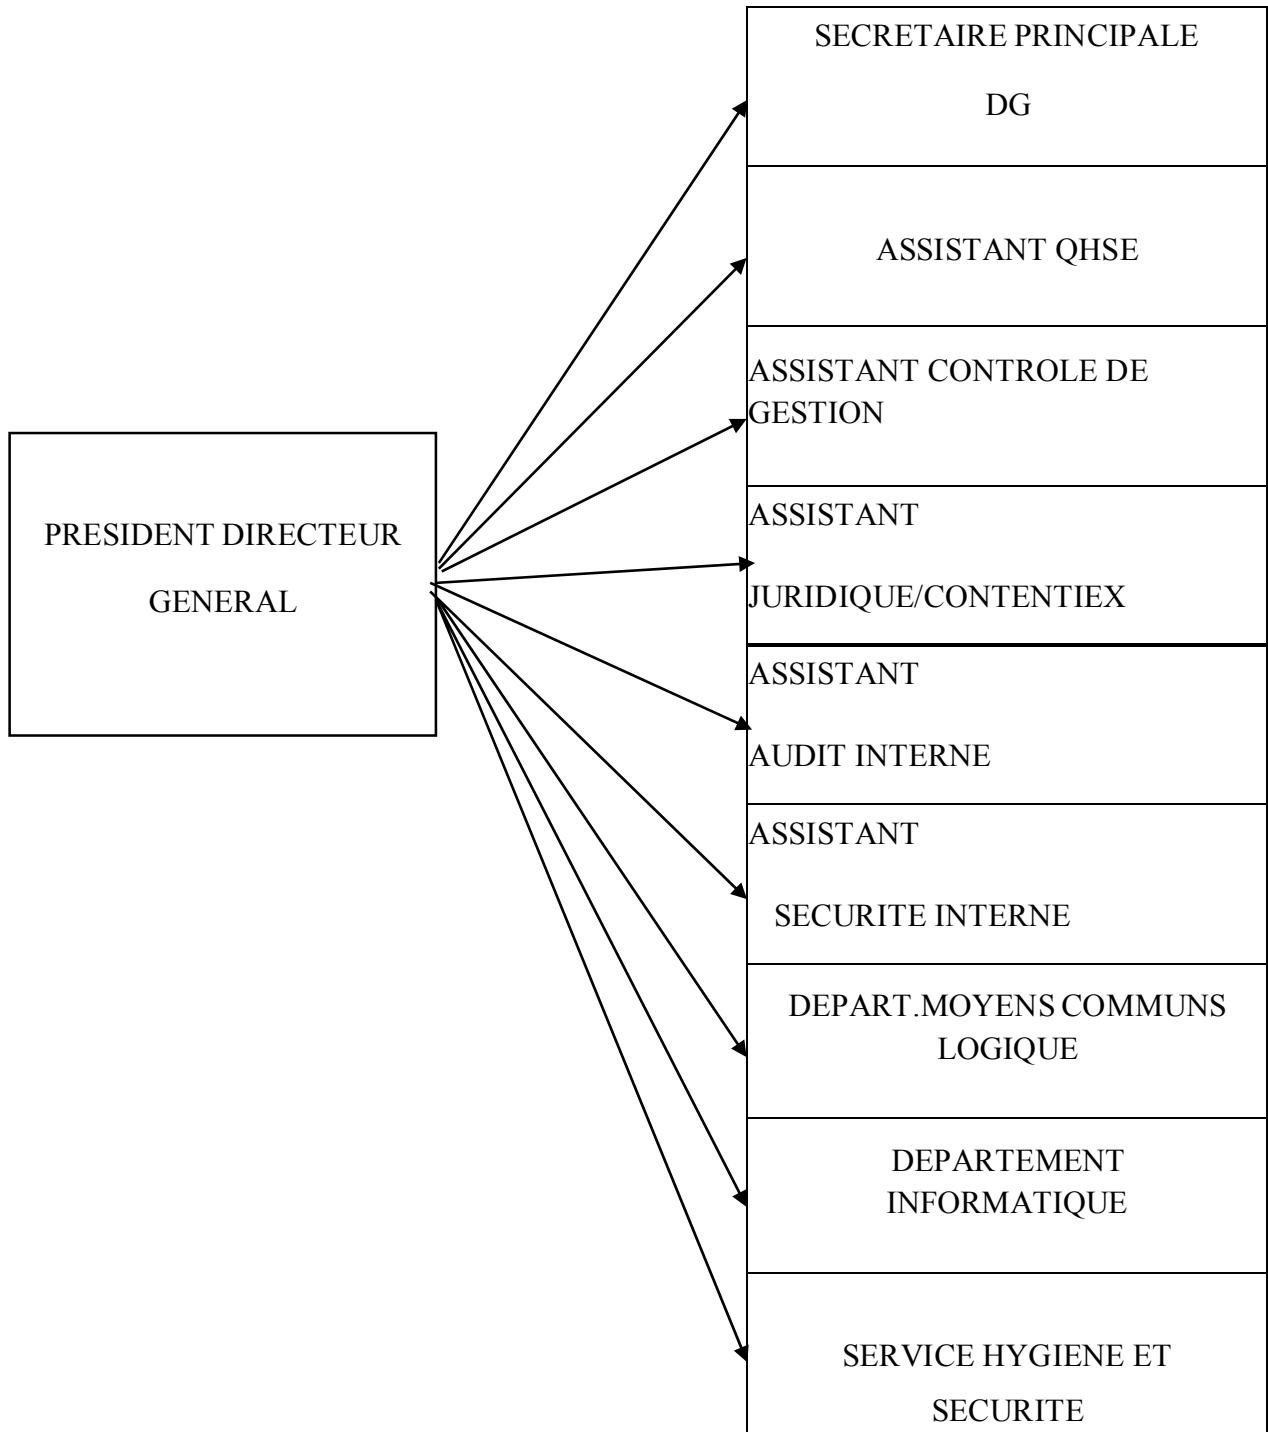 PRESIDENT DIRECTEUR
GENERAL
SECRETAIRE PRINCIPALE
DG
ASSISTANT QHSE
ASSISTANT CONTROLE DE
GESTION
ASSISTANT
JURIDIQUE/CONTENTIEX
ASSISTANT
AUDIT INTERNE
ASSISTANT
SECURITE INTERNE
DEPART.MOYENS COMMUNS
LOGIQUE
DEPARTEMENT
INFORMATIQUE
SERVICE HYGIENE ET
SECURITE